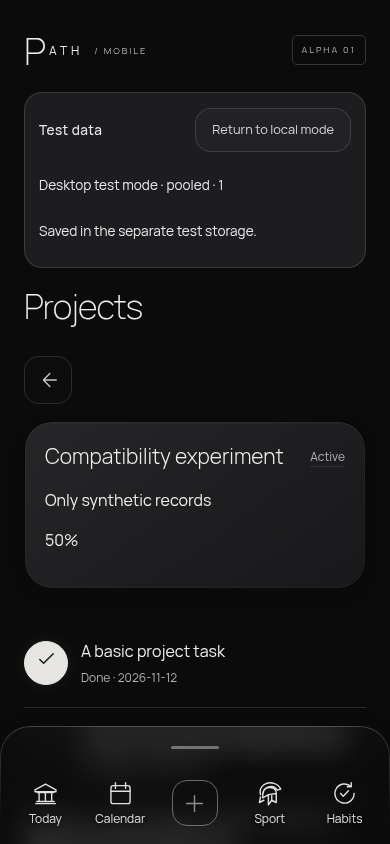 PATH / MOBILE
ALPHA 01
Test data
Return to local mode
Desktop test mode · pooled · 1
Saved in the separate test storage.
Projects
Compatibility experiment
Active
Only synthetic records
50%
A basic project task
Done · 2026-11-12
Today
Calendar
Sport
Habits